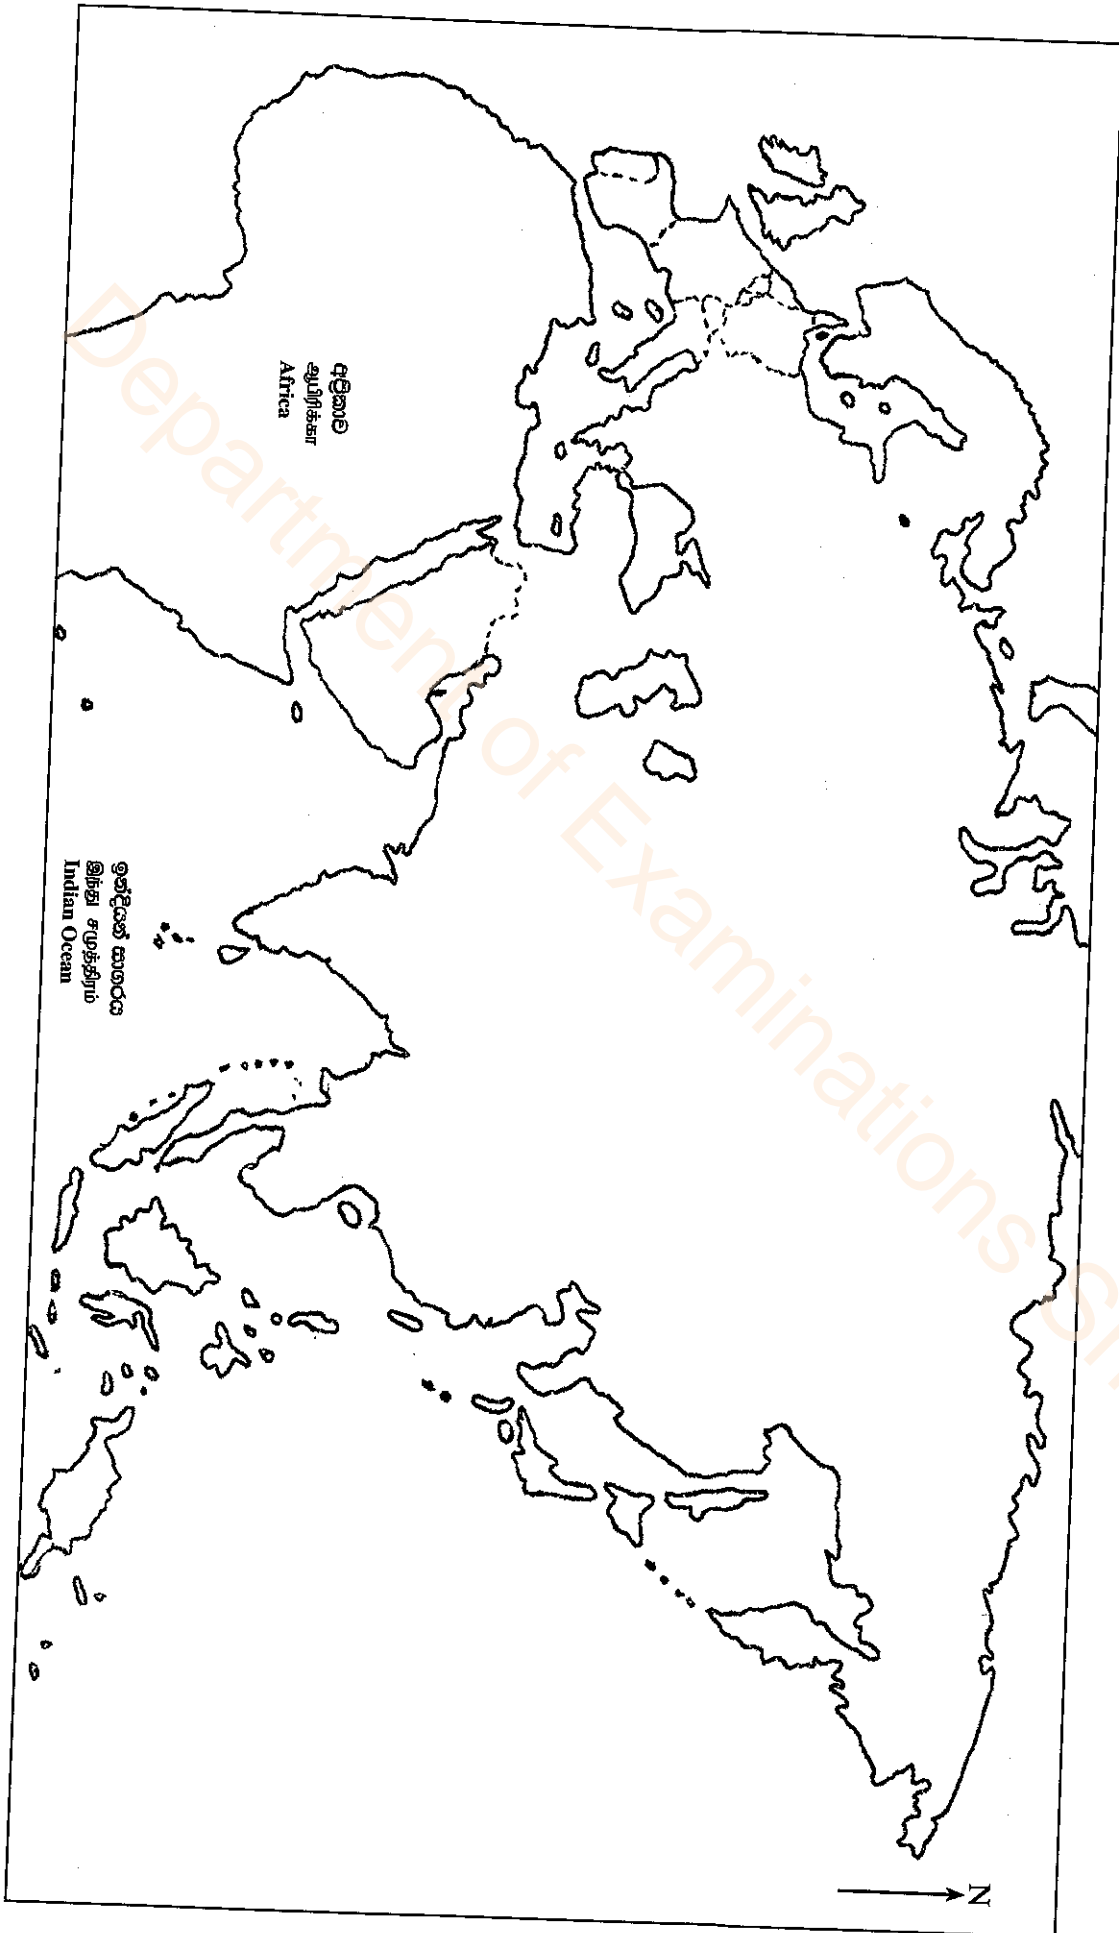 අප්‍රිකාව
ஆபிரிக்கா
Africa
ඉන්දියන් සාගරය
இந்து சமுத்திரம்
Indian Ocean
N
Department of Examinations Sri